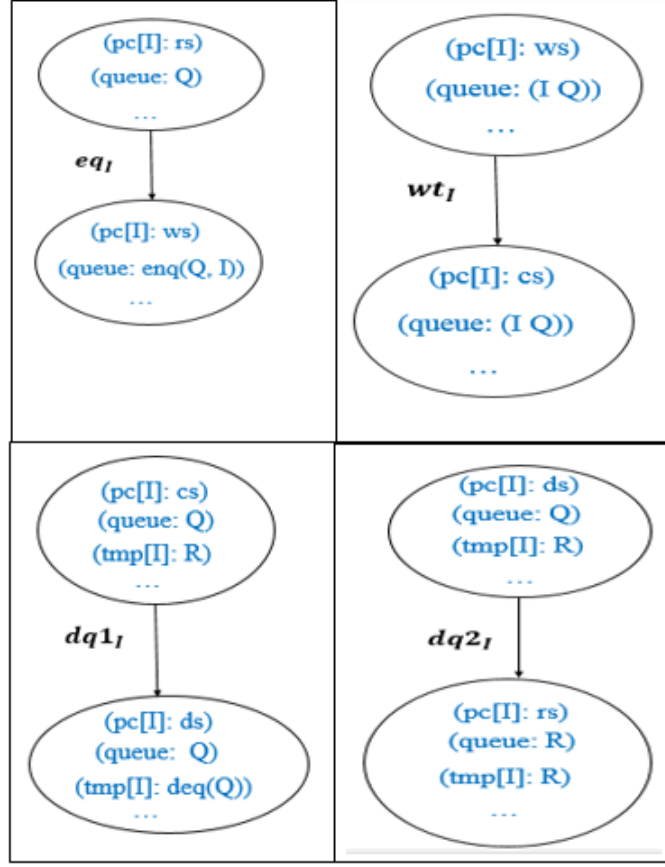 (pc[I]: rs)
(queue: Q)
...
eq_I
(pc[I]: ws)
(queue: enq(Q, I))
...
(pc[I]: ws)
(queue: (I Q))
...
wt_I
(pc[I]: cs)
(queue: (I Q))
...
(pc[I]: cs)
(queue: Q)
(tmp[I]: R)
...
dq1_I
(pc[I]: ds)
(queue: Q)
(tmp[I]: deq(Q))
...
(pc[I]: ds)
(queue: Q)
(tmp[I]: R)
...
dq2_I
(pc[I]: rs)
(queue: R)
(tmp[I]: R)
...